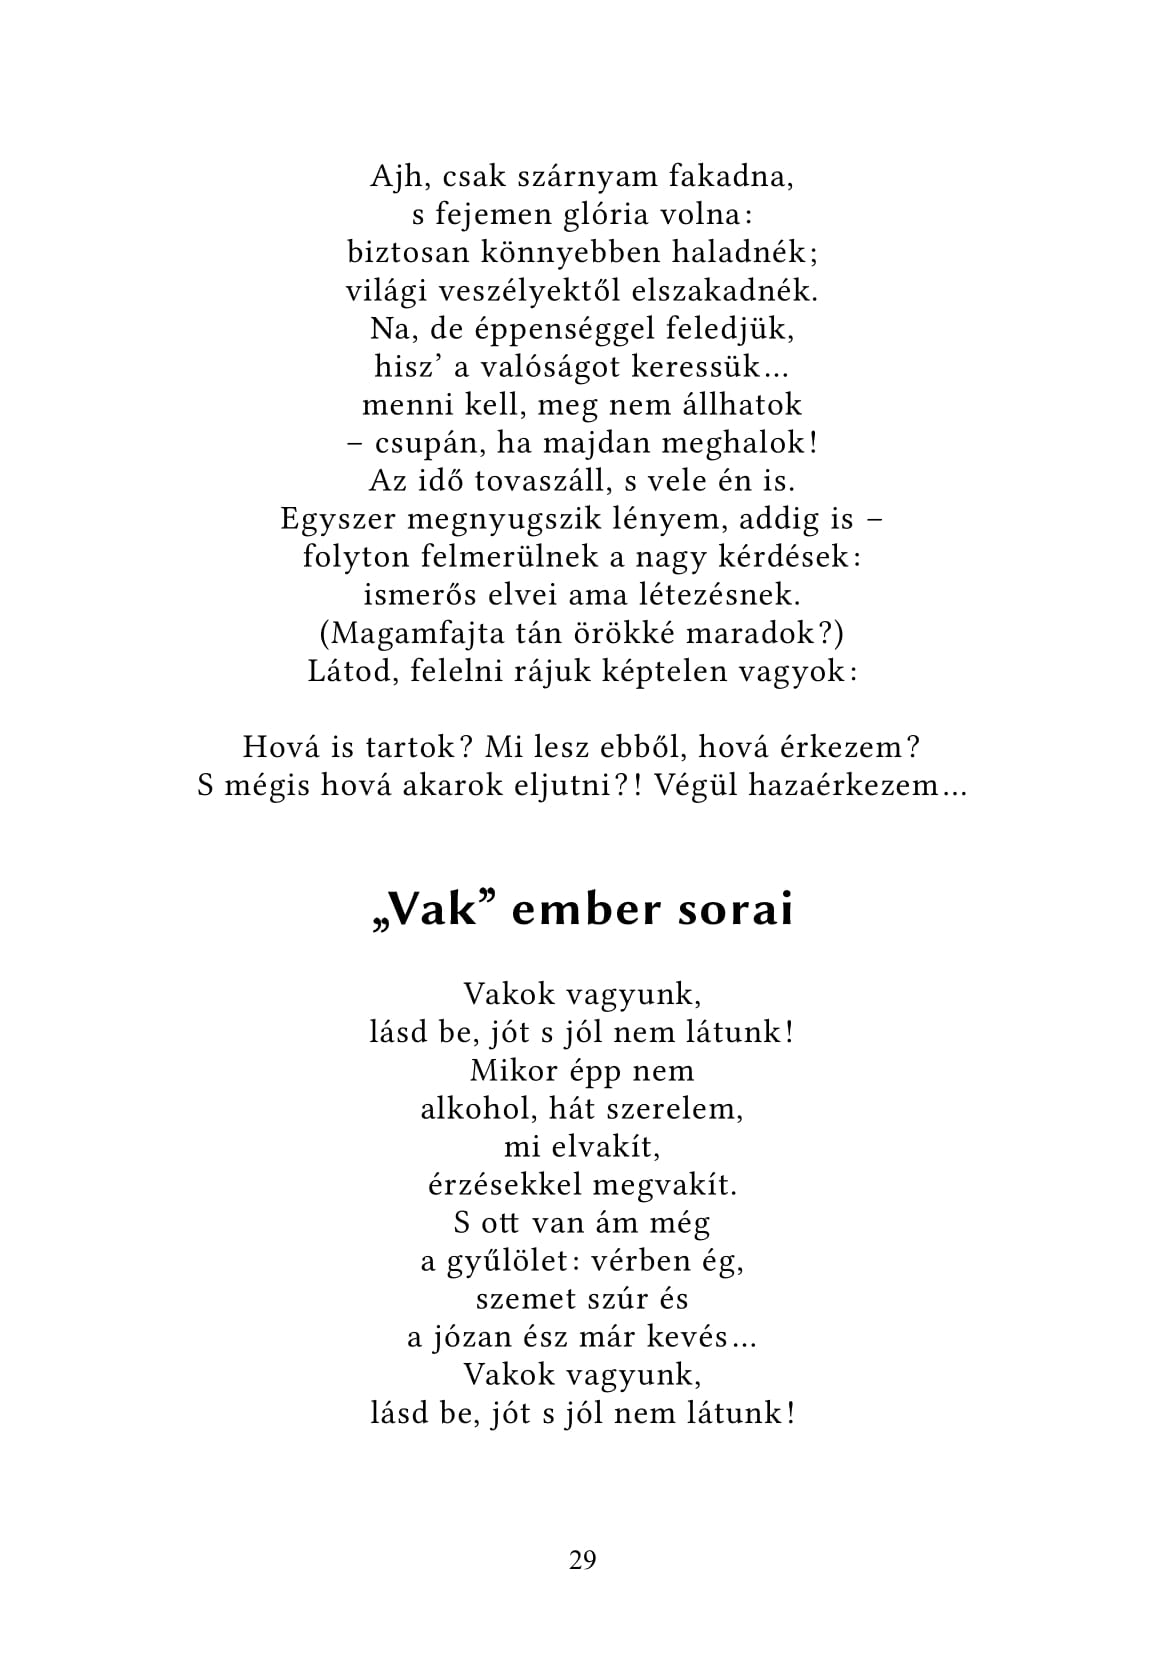 Ajh, csak szárnyam fakadna,
s fejemen glória volna:
biztosan könnyebben haladnék;
világi veszélyektől elszakadnék.
Na, de éppenséggel feledjük,
hisz’ a valóságot keressük…
menni kell, meg nem állhatok
– csupán, ha majdan meghalok!
Az idő tovaszáll, s vele én is.
Egyszer megnyugszik lényem, addig is –
folyton felmerülnek a nagy kérdések:
ismerős elvei ama létezésnek.
(Magamfajta tán örökké maradok?)
Látod, felelni rájuk képtelen vagyok:

Hová is tartok? Mi lesz ebből, hová érkezem?
S mégis hová akarok eljutni?! Végül hazaérkezem…

„Vak” ember sorai

Vakok vagyunk,
lásd be, jót s jól nem látunk!
Mikor épp nem
alkohol, hát szerelem,
mi elvakít,
érzésekkel megvakít.
S ott van ám még
a gyűlölet: vérben ég,
szemet szúr és
a józan ész már kevés…
Vakok vagyunk,
lásd be, jót s jól nem látunk!

29